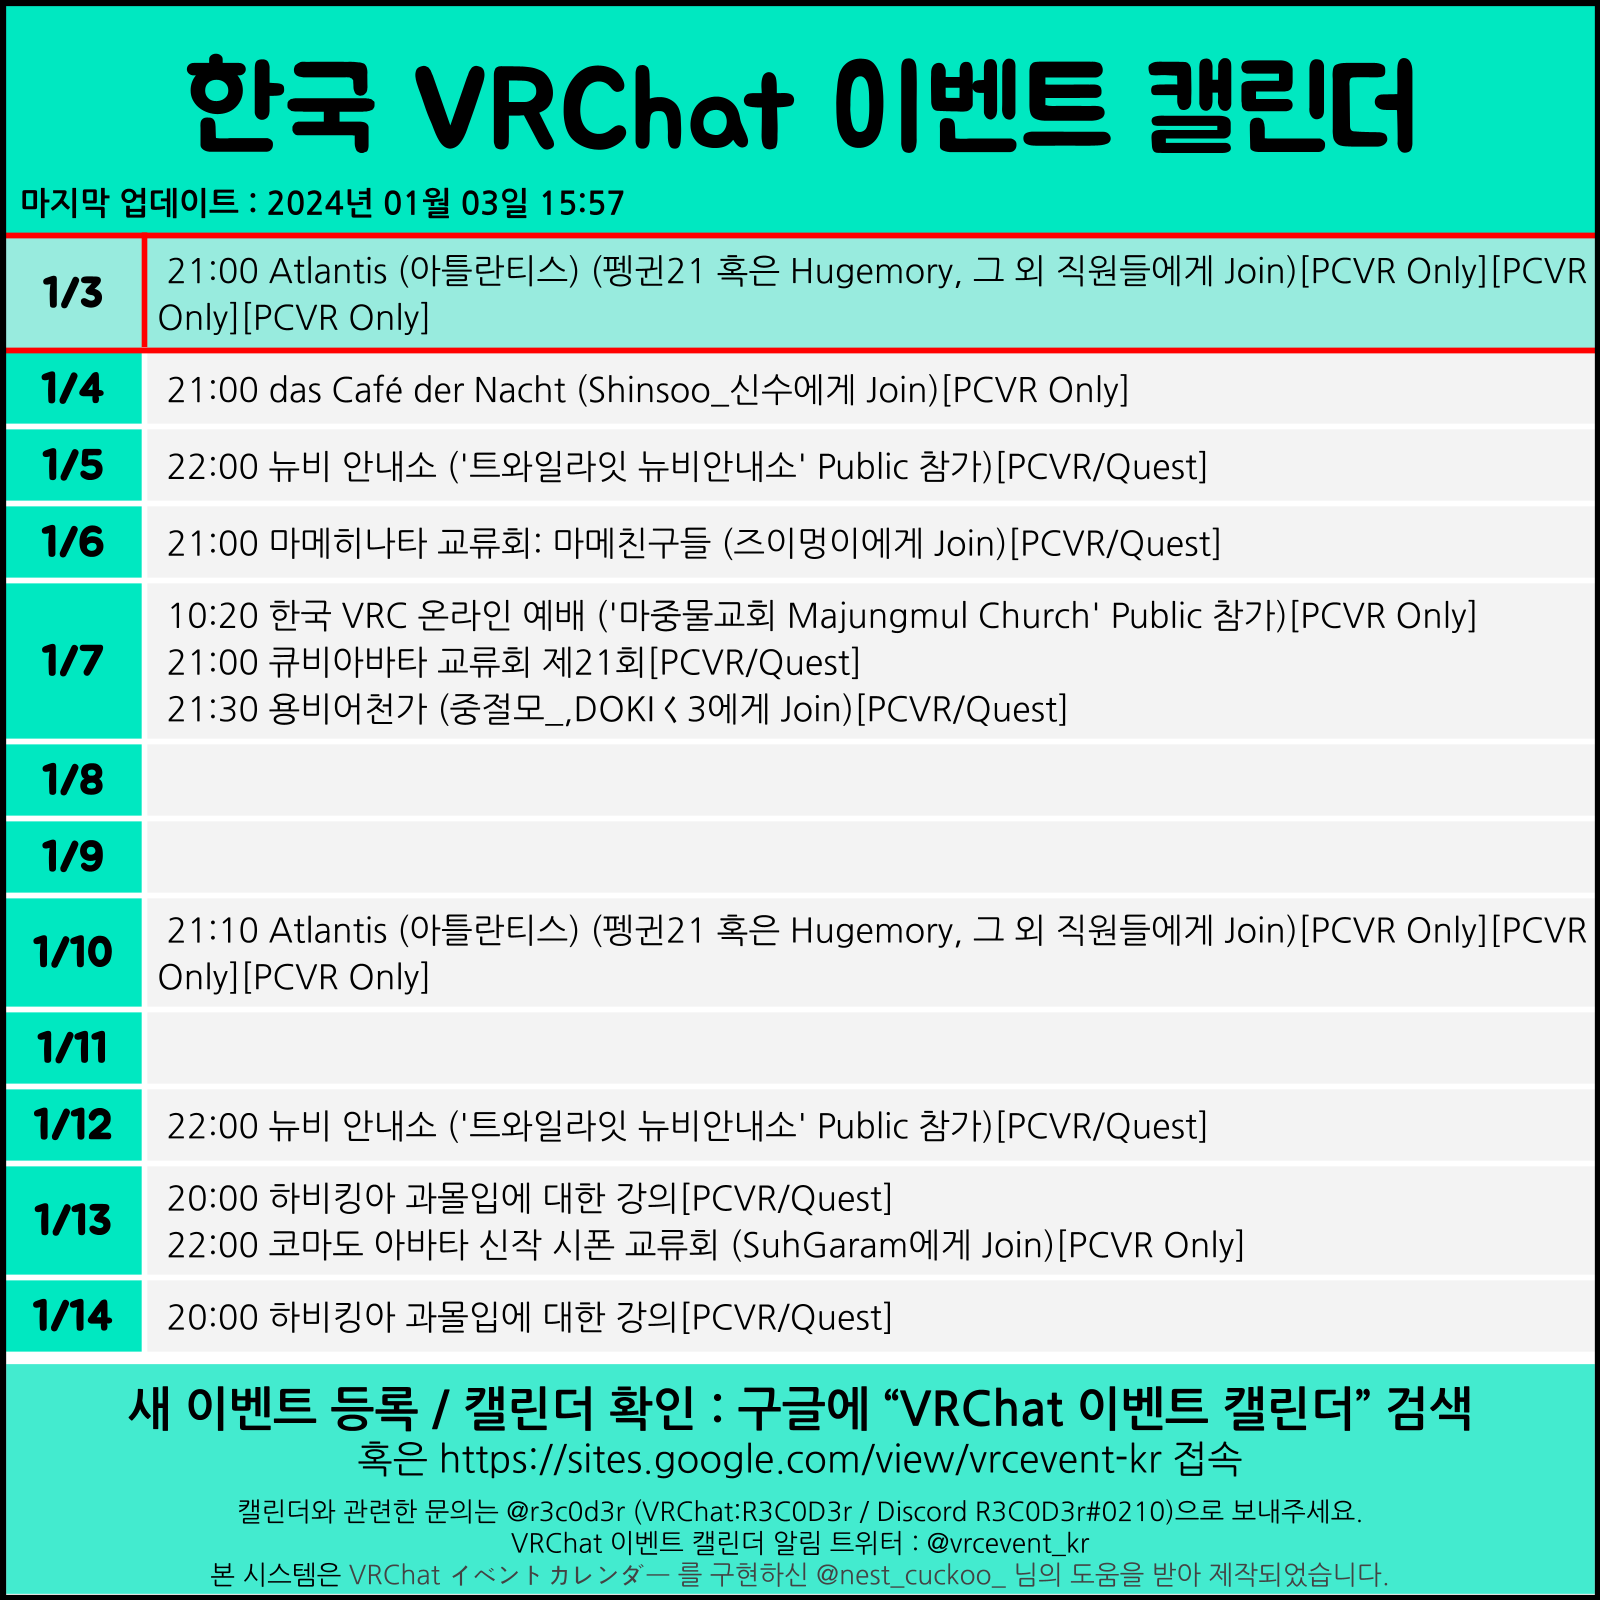 한국 VRChat 이벤트 캘린더
마지막 업데이트 : 2024년 01월 03일 15:57
1/3
21:00 Atlantis (아틀란티스) (펭귄21 혹은 Hugemory, 그 외 직원들에게 Join)[PCVR Only][PCVR
Only][PCVR Only]
1/4
21:00 das Café der Nacht (Shinsoo_신수에게 Join)[PCVR Only]
1/5
22:00 뉴비 안내소 ('트와일라잇 뉴비안내소' Public 참가)[PCVR/Quest]
1/6
21:00 마메히나타 교류회: 마메친구들 (즈이멍이에게 Join)[PCVR/Quest]
1/7
10:20 한국 VRC 온라인 예배 ('마중물교회 Majungmul Church' Public 참가)[PCVR Only]
21:00 큐비아바타 교류회 제21회[PCVR/Quest]
21:30 용비어천가 (중절모_,DOKIく3에게 Join)[PCVR/Quest]
1/8
1/9
1/10
21:10 Atlantis (아틀란티스) (펭귄21 혹은 Hugemory, 그 외 직원들에게 Join)[PCVR Only][PCVR
Only][PCVR Only]
1/11
1/12
22:00 뉴비 안내소 ('트와일라잇 뉴비안내소' Public 참가)[PCVR/Quest]
1/13
20:00 하비킹아 과몰입에 대한 강의[PCVR/Quest]
22:00 코마도 아바타 신작 시폰 교류회 (SuhGaram에게 Join)[PCVR Only]
1/14
20:00 하비킹아 과몰입에 대한 강의[PCVR/Quest]
새 이벤트 등록 / 캘린더 확인 : 구글에 “VRChat 이벤트 캘린더” 검색
혹은 https://sites.google.com/view/vrcevent-kr 접속
캘린더와 관련한 문의는 @r3c0d3r (VRChat:R3C0D3r / Discord R3C0D3r#0210)으로 보내주세요.
VRChat 이벤트 캘린더 알림 트위터 : @vrcevent_kr
본 시스템은 VRChat イベントカレンダー 를 구현하신 @nest_cuckoo_ 님의 도움을 받아 제작되었습니다.